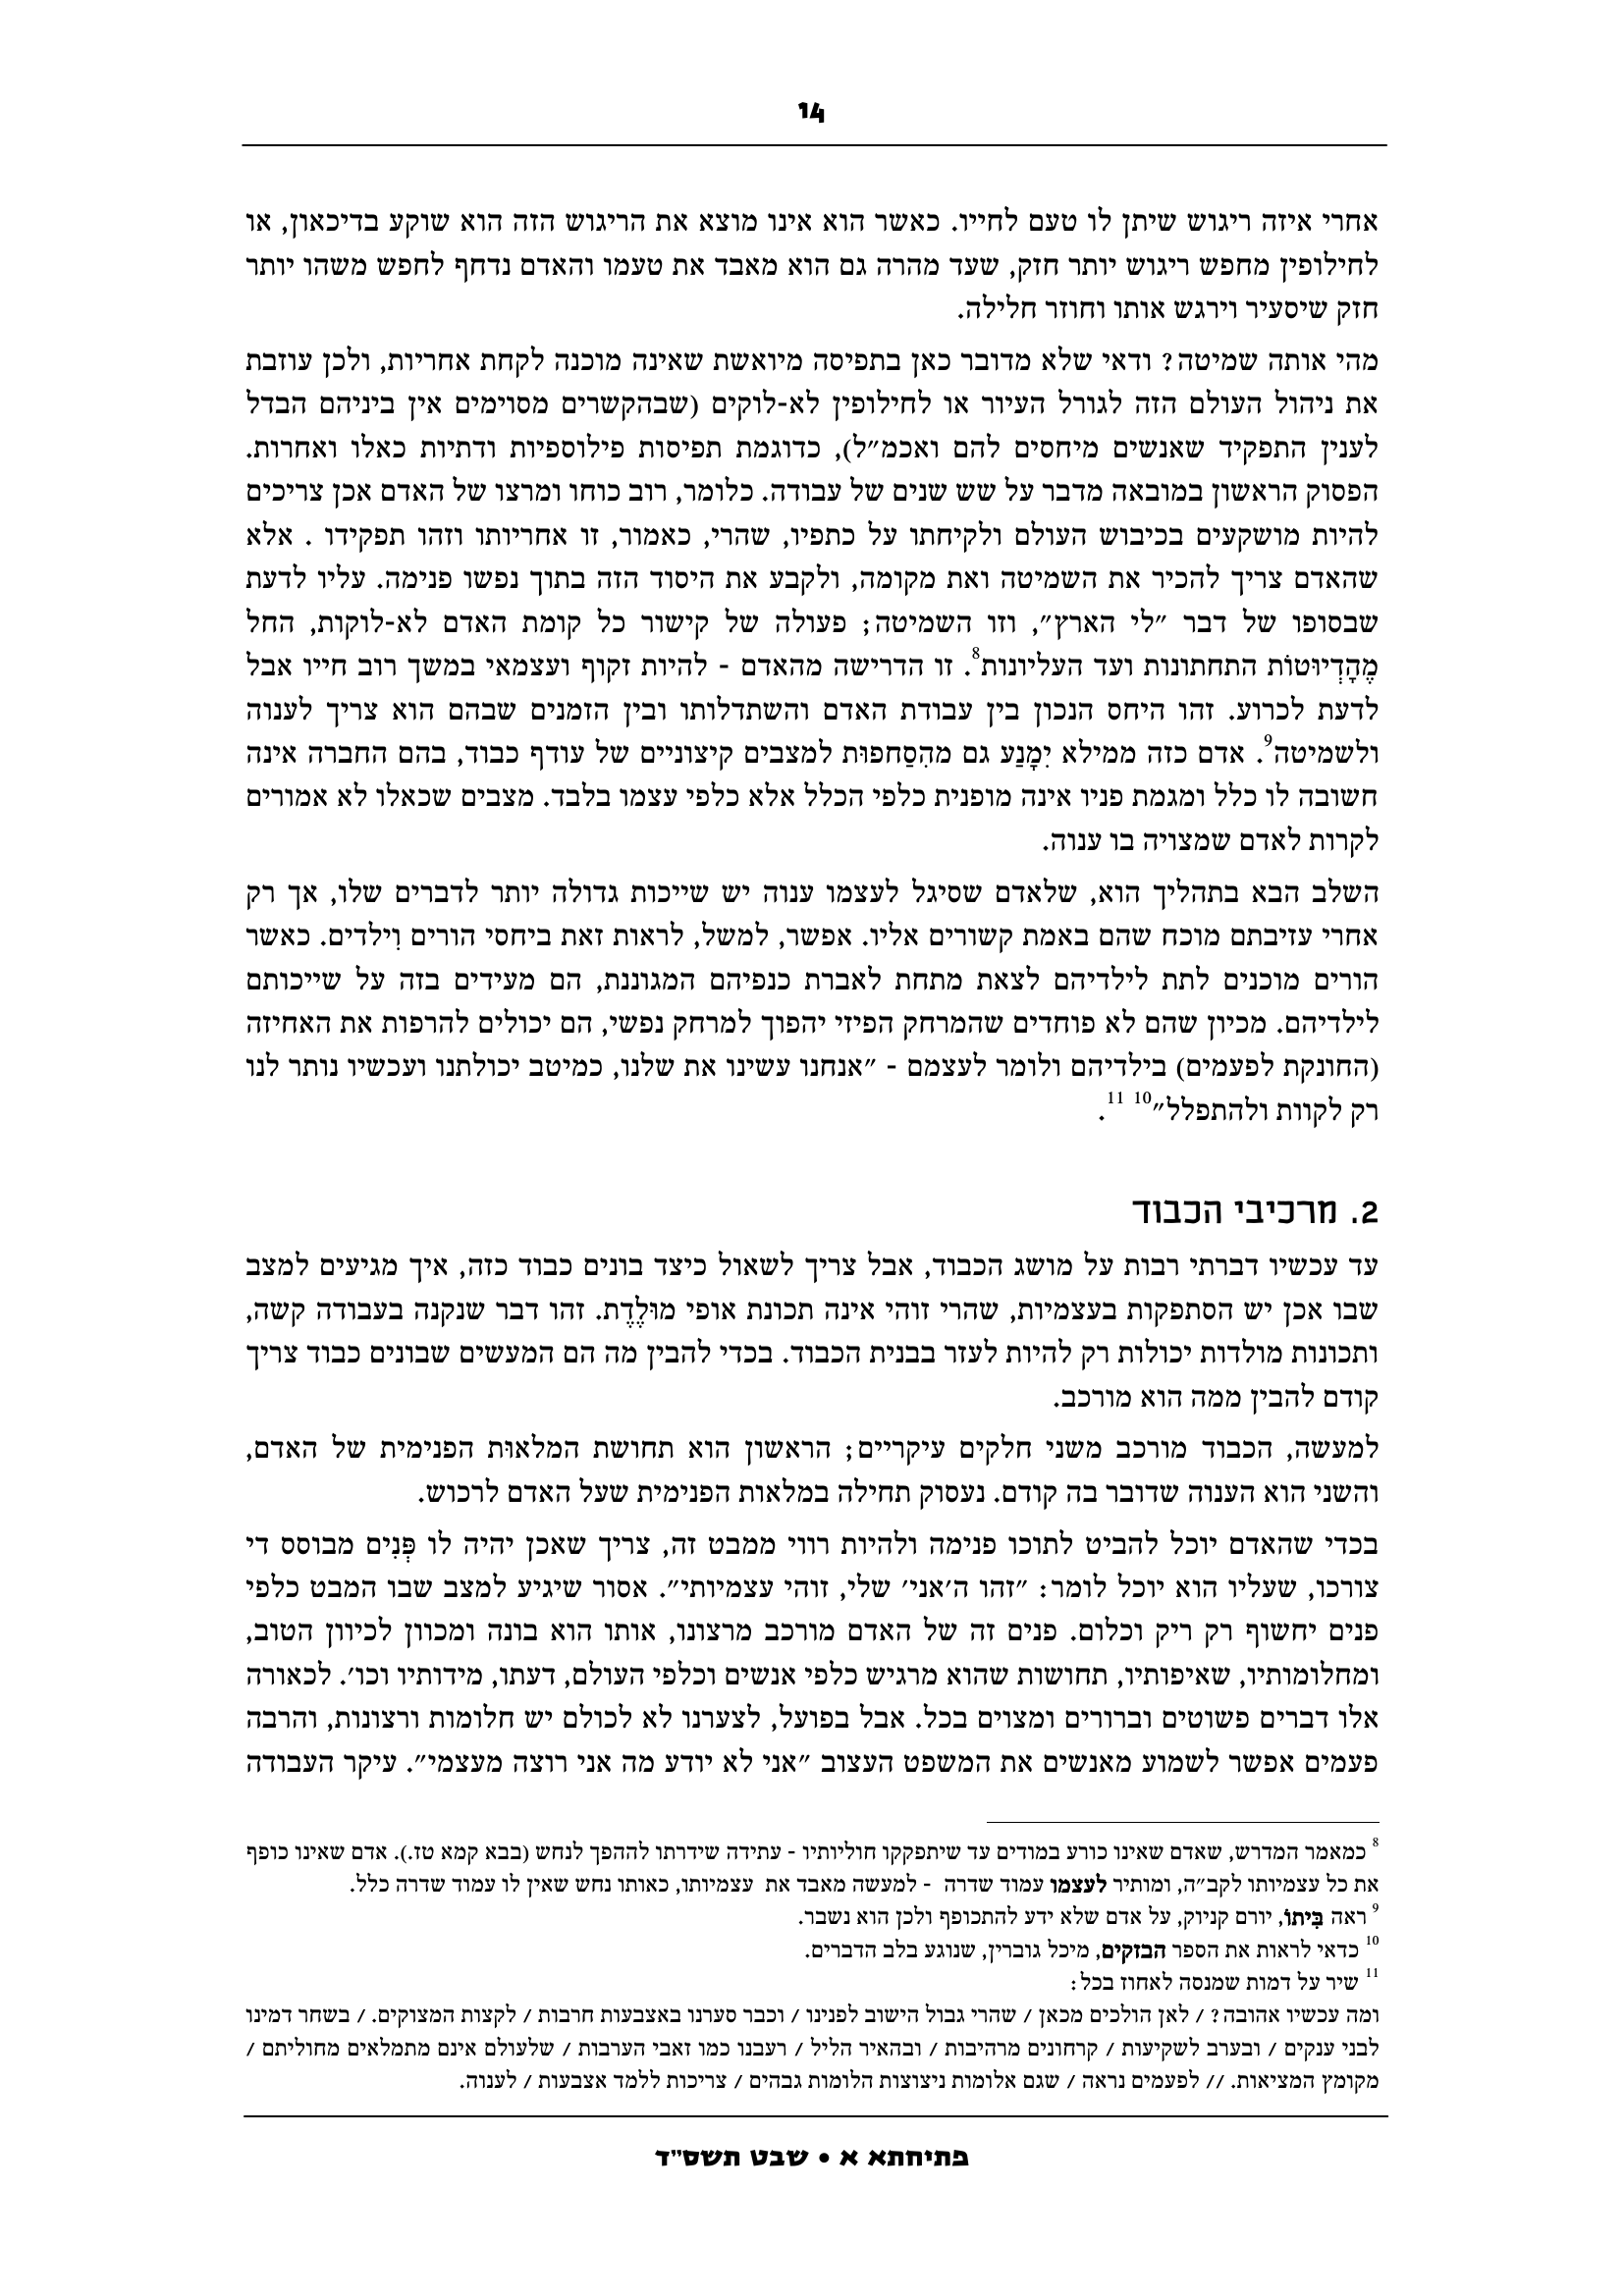 14
אחרי איזה ריגוש שיתן לו טעם לחייו. כאשר הוא אינו מוצא את הריגוש הזה הוא שוקע בדיכאון, או
לחילופין מחפש ריגוש יותר חזק, שעד מהרה גם הוא מאבד את טעמו והאדם נדחף לחפש משהו יותר
חזק שיסעיר וירגש אותו וחוזר חלילה.
מהי אותה שמיטה? ודאי שלא מדובר כאן בתפיסה מיואשת שאינה מוכנה לקחת אחריות, ולכן עוזבת
את ניהול העולם הזה לגורל העיור או לחילופין לא-לוקים (שבהקשרים מסוימים אין ביניהם הבדל
לענין התפקיד שאנשים מיחסים להם ואכמ״ל), כדוגמת תפיסות פילוספיות ודתיות כאלו ואחרות.
הפסוק הראשון במובאה מדבר על שש שנים של עבודה. כלומר, רוב כוחו ומרצו של האדם אכן צריכים
להיות מושקעים בכיבוש העולם ולקיחתו על כתפיו, שהרי, כאמור, זו אחריותו וזהו תפקידו . אלא
שהאדם צריך להכיר את השמיטה ואת מקומה, ולקבע את היסוד הזה בתוך נפשו פנימה. עליו לדעת
שבסופו של דבר ״לי הארץ״, וזו השמיטה; פעולה של קישור כל קומת האדם לא-לוקות, החל
מֶהָדְיוּטוֹת התחתונות ועד העליונות⁸. זו הדרישה מהאדם - להיות זקוף ועצמאי במשך רוב חייו אבל
לדעת לכרוע. זהו היחס הנכון בין עבודת האדם והשתדלותו ובין הזמנים שבהם הוא צריך לענוה
ולשמיטה⁹. אדם כזה ממילא יִמָנַע גם מהִסַחפוּת למצבים קיצוניים של עודף כבוד, בהם החברה אינה
חשובה לו כלל ומגמת פניו אינה מופנית כלפי הכלל אלא כלפי עצמו בלבד. מצבים שכאלו לא אמורים
לקרות לאדם שמצויה בו ענוה.
השלב הבא בתהליך הוא, שלאדם שסיגל לעצמו ענוה יש שייכות גדולה יותר לדברים שלו, אך רק
אחרי עזיבתם מוכח שהם באמת קשורים אליו. אפשר, למשל, לראות זאת ביחסי הורים וִילדים. כאשר
הורים מוכנים לתת לילדיהם לצאת מתחת לאברת כנפיהם המגוננת, הם מעידים בזה על שייכותם
לילדיהם. מכיון שהם לא פוחדים שהמרחק הפיזי יהפוך למרחק נפשי, הם יכולים להרפות את האחיזה
(החונקת לפעמים) בילדיהם ולומר לעצמם - ״אנחנו עשינו את שלנו, כמיטב יכולתנו ועכשיו נותר לנו
רק לקוות ולהתפלל״¹⁰ ¹¹.
2. מרכיבי הכבוד
עד עכשיו דברתי רבות על מושג הכבוד, אבל צריך לשאול כיצד בונים כבוד כזה, איך מגיעים למצב
שבו אכן יש הסתפקות בעצמיות, שהרי זוהי אינה תכונת אופי מוּלֶדֶת. זהו דבר שנקנה בעבודה קשה,
ותכונות מולדות יכולות רק להיות לעזר בבנית הכבוד. בכדי להבין מה הם המעשים שבונים כבוד צריך
קודם להבין ממה הוא מורכב.
למעשה, הכבוד מורכב משני חלקים עיקריים; הראשון הוא תחושת המלאוּת הפנימית של האדם,
והשני הוא הענוה שדובר בה קודם. נעסוק תחילה במלאות הפנימית שעל האדם לרכוש.
בכדי שהאדם יוכל להביט לתוכו פנימה ולהיות רווי ממבט זה, צריך שאכן יהיה לו פְּנִים מבוסס די
צורכו, שעליו הוא יוכל לומר: ״זהו ה׳אני׳ שלי, זוהי עצמיותי״. אסור שיגיע למצב שבו המבט כלפי
פנים יחשוף רק ריק וכלום. פנים זה של האדם מורכב מרצונו, אותו הוא בונה ומכוון לכיוון הטוב,
ומחלומותיו, שאיפותיו, תחושות שהוא מרגיש כלפי אנשים וכלפי העולם, דעתו, מידותיו וכו׳. לכאורה
אלו דברים פשוטים וברורים ומצוים בכל. אבל בפועל, לצערנו לא לכולם יש חלומות ורצונות, והרבה
פעמים אפשר לשמוע מאנשים את המשפט העצוב ״אני לא יודע מה אני רוצה מעצמי״. עיקר העבודה
⁸ כמאמר המדרש, שאדם שאינו כורע במודים עד שיתפקקו חוליותיו - עתידה שידרתו לההפך לנחש (בבא קמא טז.). אדם שאינו כופף
את כל עצמיותו לקב״ה, ומותיר לעצמו עמוד שדרה - למעשה מאבד את עצמיותו, כאותו נחש שאין לו עמוד שדרה כלל.
⁹ ראה בִּיתוֹ, יורם קניוק, על אדם שלא ידע להתכופף ולכן הוא נשבר.
¹⁰ כדאי לראות את הספר הבזקים, מיכל גוברין, שנוגע בלב הדברים.
¹¹ שיר על דמות שמנסה לאחוז בכל:
ומה עכשיו אהובה? / לאן הולכים מכאן / שהרי גבול הישוב לפנינו / וכבר סערנו באצבעות חרבות / לקצות המצוקים. / בשחר דמינו
לבני ענקים / ובערב לשקיעות / קרחונים מרהיבות / ובהאיר הליל / רעבנו כמו זאבי הערבות / שלעולם אינם מתמלאים מחוליתם /
מקומץ המציאות. // לפעמים נראה / שגם אלומות ניצוצות הלומות גבהים / צריכות ללמד אצבעות / לענוה.
פתיחתא א • שבט תשס״ד